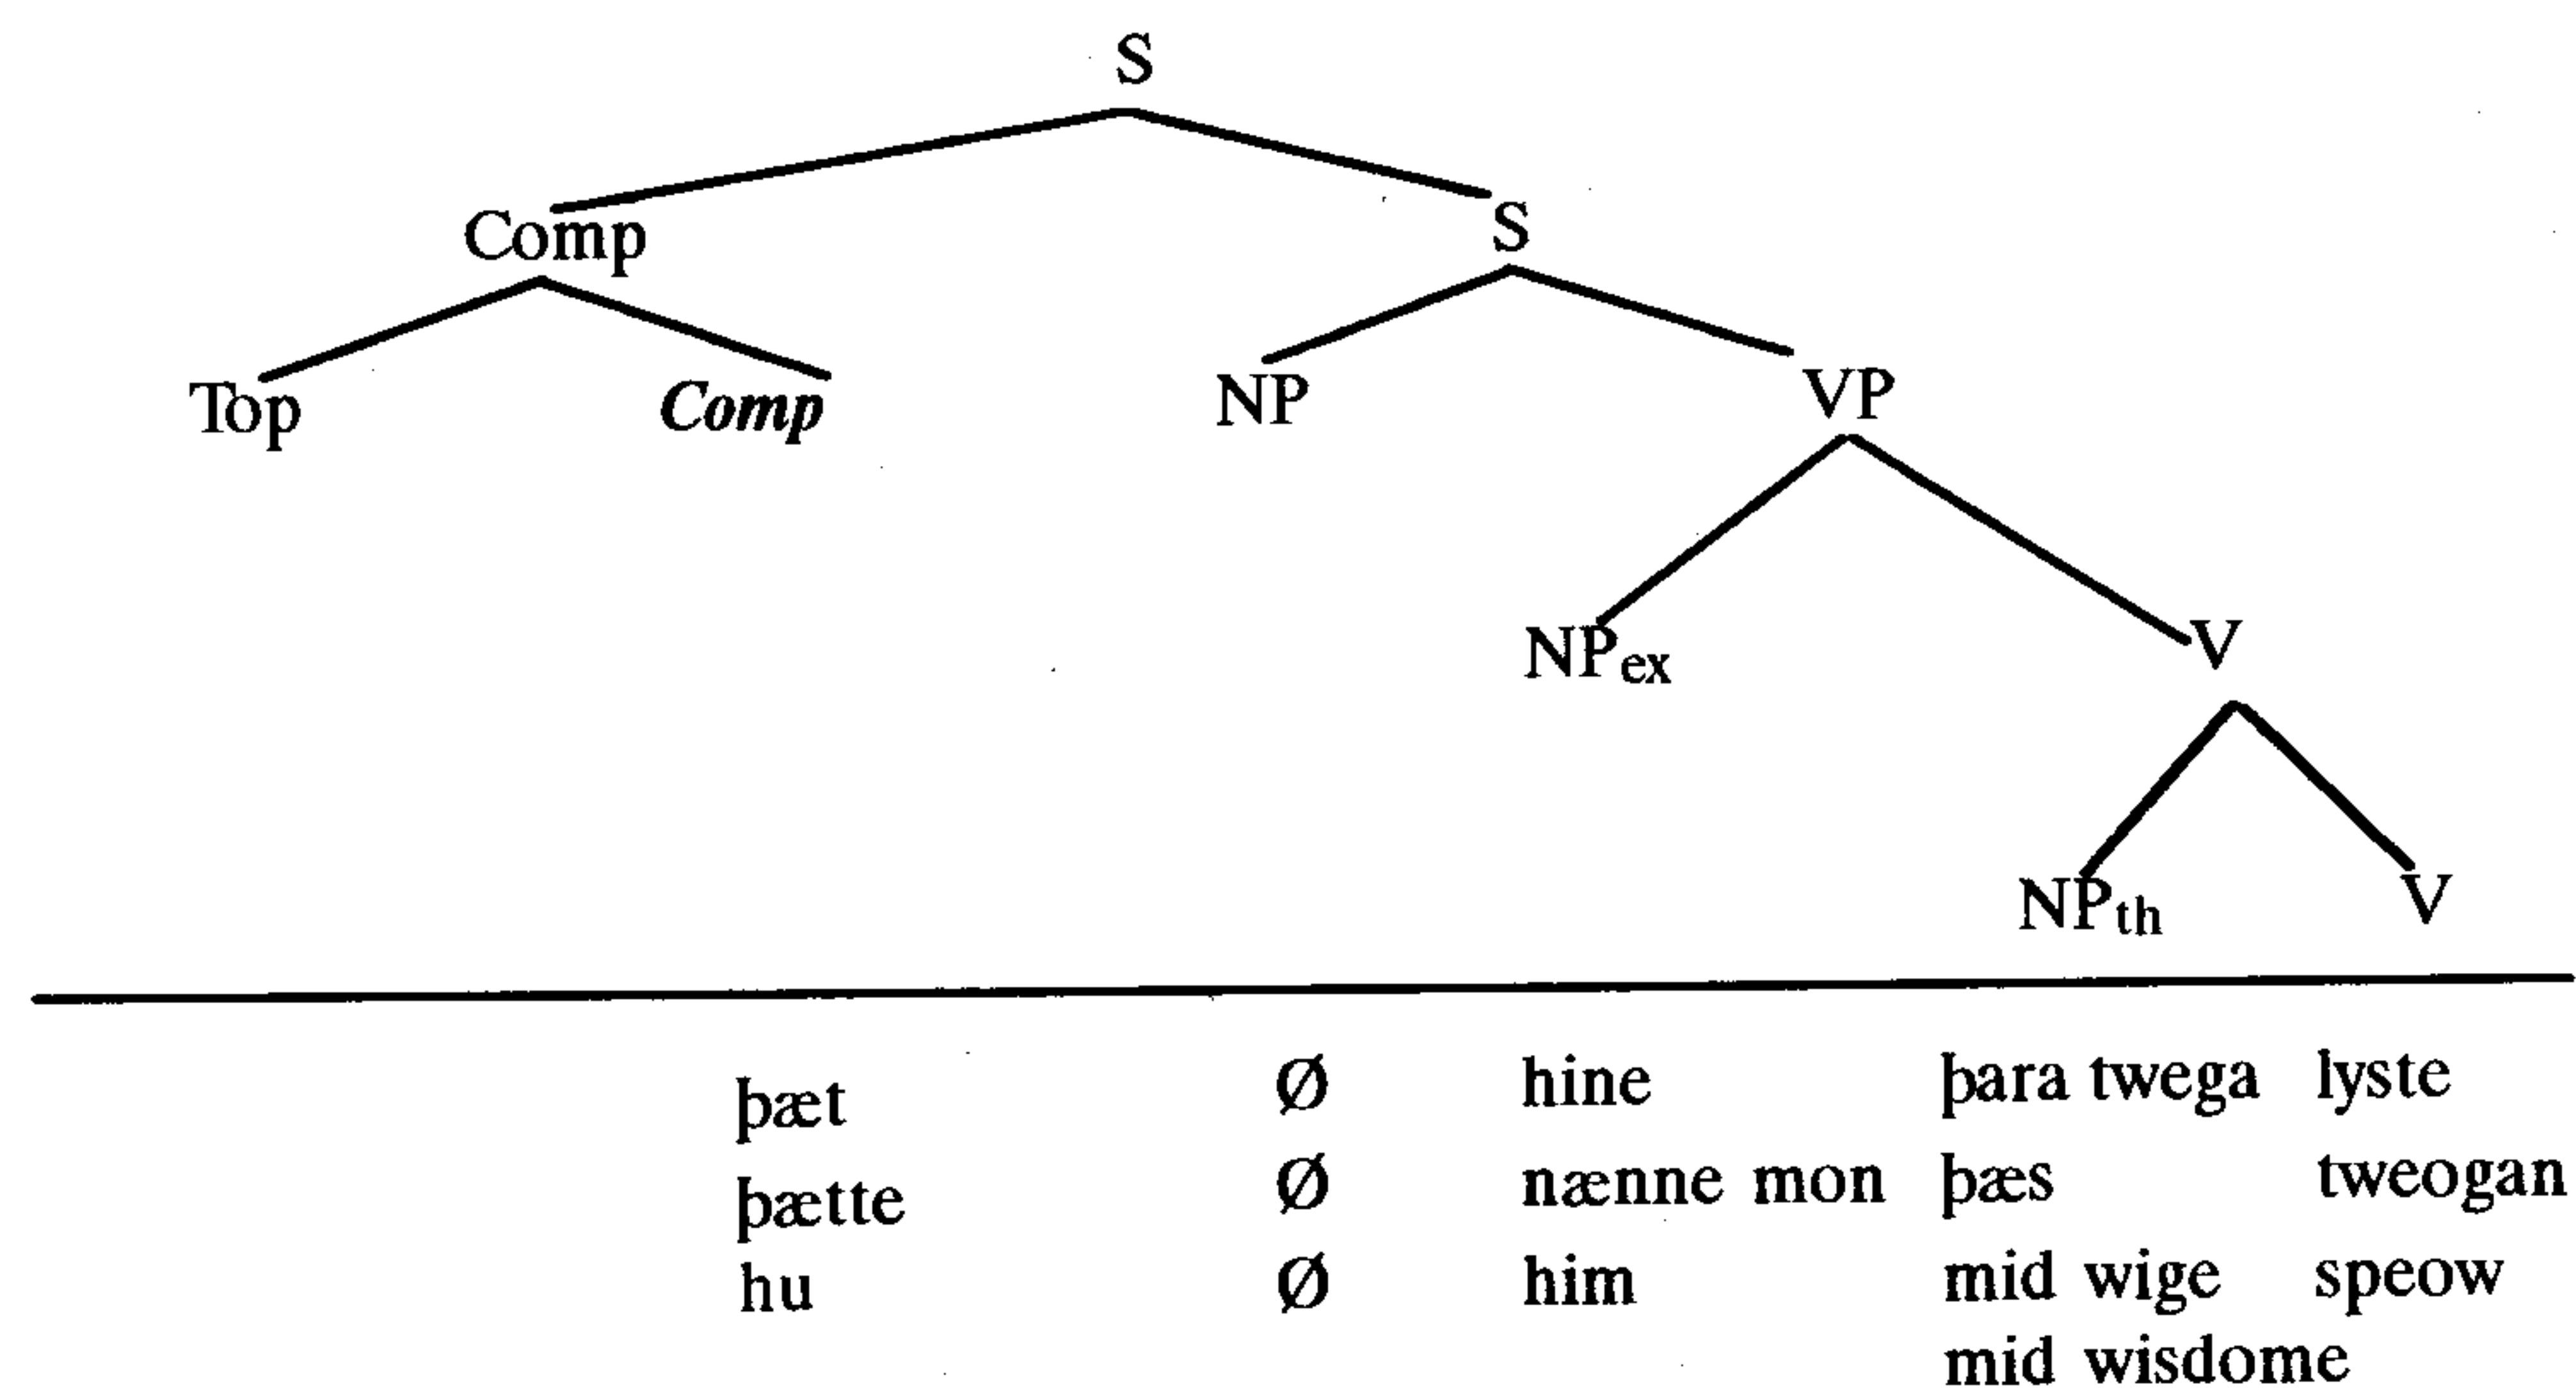 S
Comp S
Top Comp NP VP
NPex V
NPth V
þæt Ø hine þara twega lyste
þætte Ø nænne mon þæs tweogan
hu Ø him mid wige speow
mid wisdome